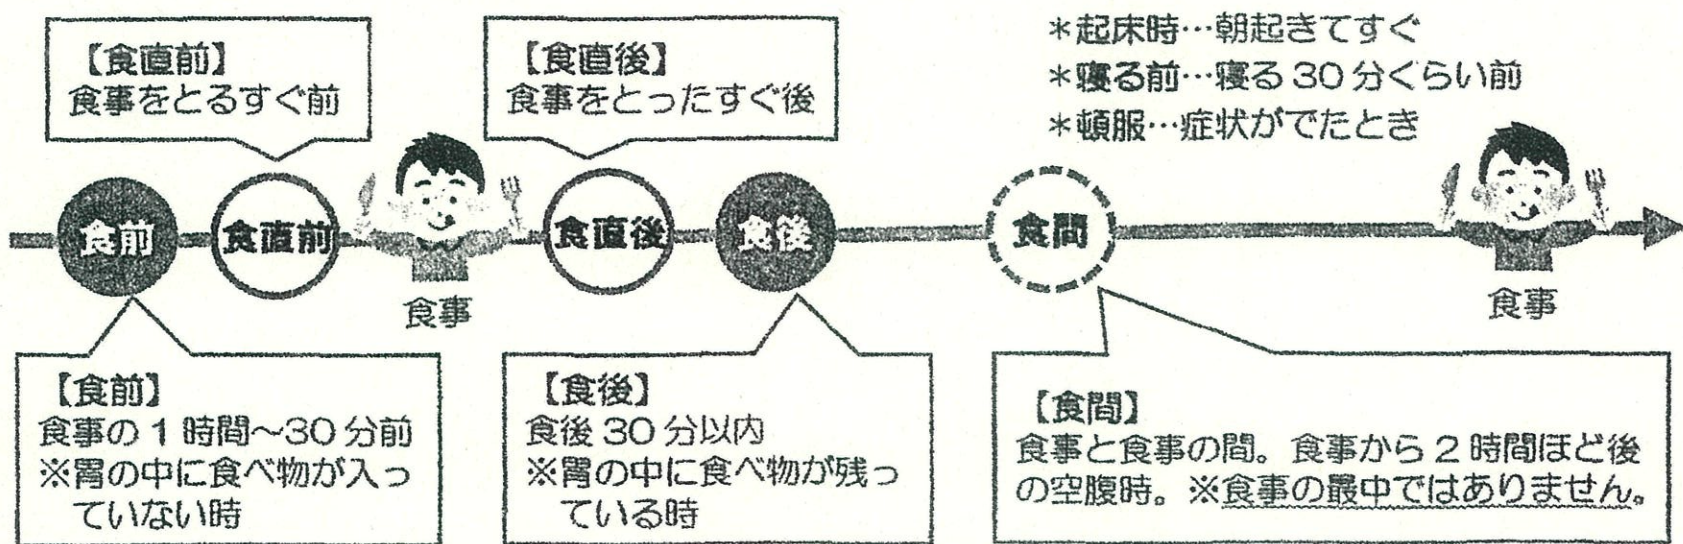 【食直前】
食事をとるすぐ前
【食直後】
食事をとったすぐ後
＊起床時…朝起きてすぐ
＊寝る前…寝る30分ぐらい前
＊頓服…症状がでたとき
食前
食直前
食事
食直後
食後
食間
食事
【食前】
食事の1時間～30分前
※胃の中に食べ物が入っ
ていない時
【食後】
食後30分以内
※胃の中に食べ物が残っ
ている時
【食間】
食事と食事の間。食事から2時間ほど後
の空腹時。※食事の最中ではありません。